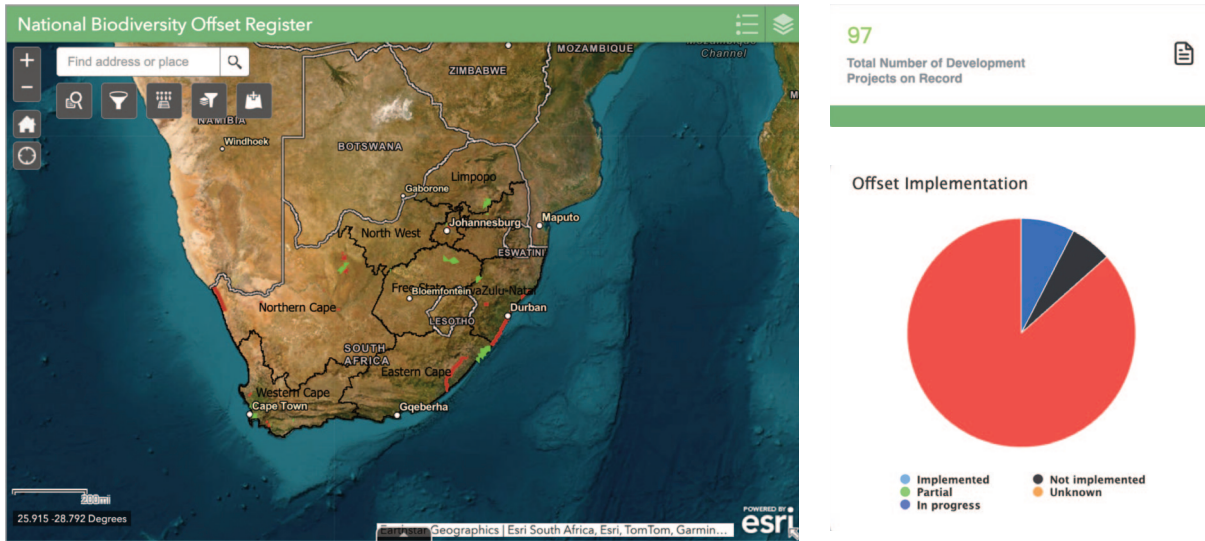 National Biodiversity Offset Register
Find address or place
MOZAMBIQUE
Channel
ZIMBABWE
NAMIBIA
Windhoek
BOTSWANA
Limpopo
Gaborone
Johannesburg
Maputo
North West
ESWATINI
Bloemfontein
Northern Cape
Durban
LESOTHO
SOUTH
AFRICA
Eastern Cape
Western Cape
Cape Town
Gqeberha
200mi
25.915 -28.792 Degrees
Earthstar Geographics | Esri South Africa, Esri, TomTom, Garmin...
POWERED BY
esri
97
Total Number of Development
Projects on Record
Offset Implementation
Implemented
Not implemented
Partial
Unknown
In progress